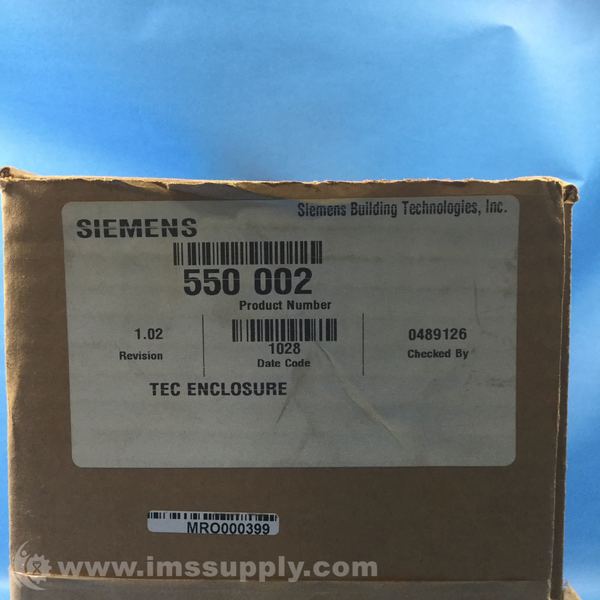 Siemens Building Technologies, Inc.
SIEMENS
550 002
Product Number
1.02
Revision
1028
Date Code
0489126
Checked By
TEC ENCLOSURE
MRO000399
www.imssupply.com